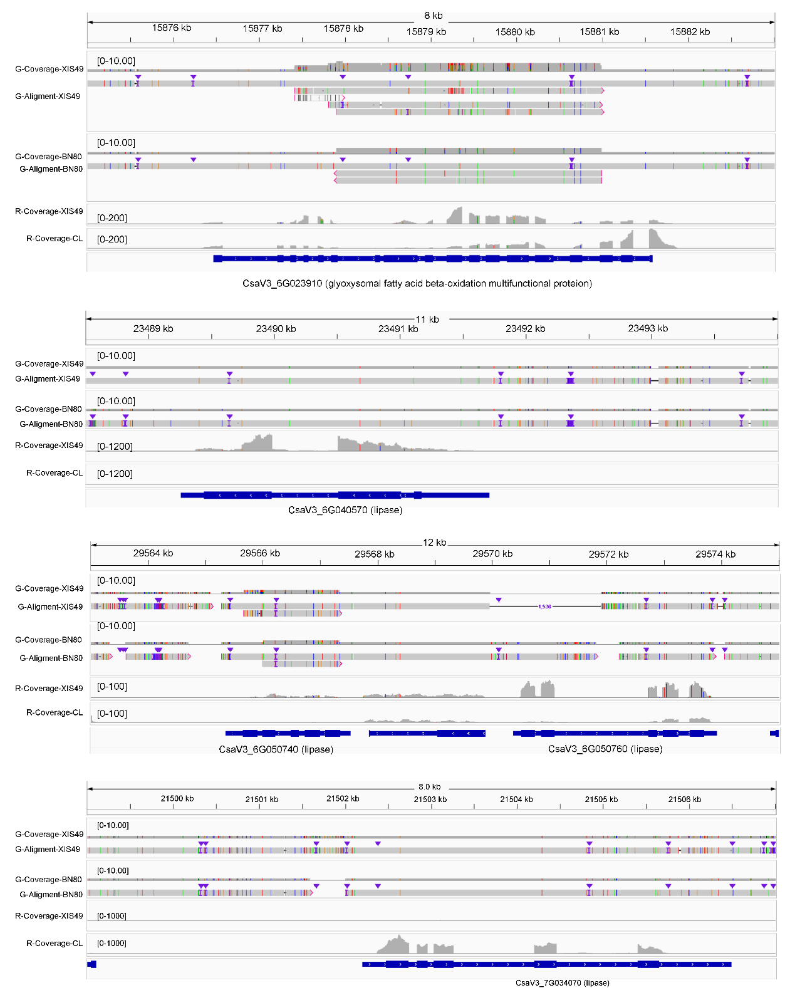 8 kb
15876 kb 15877 kb 15878 kb 15879 kb 15880 kb 15881 kb 15882 kb
G-Coverage-XIS49 [0-10.00]
G-Aligment-XIS49
[0-10.00]
G-Coverage-BN80
G-Aligment-BN80
R-Coverage-XIS49 [0-200]
R-Coverage-CL [0-200]
CsaV3_6G023910 (glyoxysomal fatty acid beta-oxidation multifunctional proteion)
11 kb
23489 kb 23490 kb 23491 kb 23492 kb 23493 kb
G-Coverage-XIS49 [0-10.00]
G-Aligment-XIS49
G-Coverage-BN80 [0-10.00]
G-Aligment-BN80
R-Coverage-XIS49 [0-1200]
R-Coverage-CL [0-1200]
CsaV3_6G040570 (lipase)
12 kb
29564 kb 29566 kb 29568 kb 29570 kb 29572 kb 29574 kb
G-Coverage-XIS49 [0-10.00]
G-Aligment-XIS49 1,936
[0-10.00]
G-Coverage-BN80
G-Aligment-BN80
R-Coverage-XIS49 [0-100]
R-Coverage-CL [0-100]
CsaV3_6G050740 (lipase) CsaV3_6G050760 (lipase)
8.0 kb
21500 kb 21501 kb 21502 kb 21503 kb 21504 kb 21505 kb 21506 kb
[0-10.00]
G-Coverage-XIS49
G-Aligment-XIS49
[0-10.00]
G-Coverage-BN80
G-Aligment-BN80
R-Coverage-XIS49 [0-1000]
R-Coverage-CL [0-1000]
CsaV3_7G034070 (lipase)